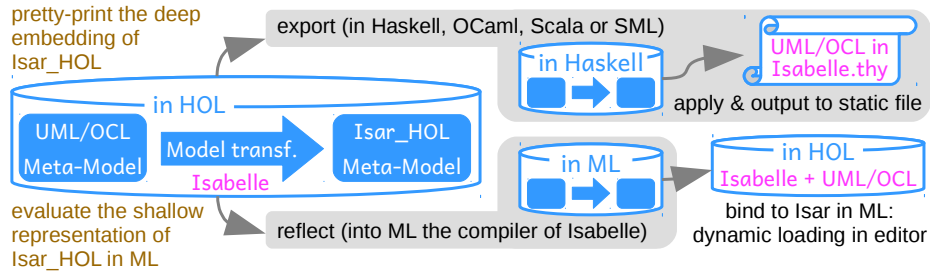 pretty-print the deep
embedding of
Isar_HOL
export (in Haskell, OCaml, Scala or SML)
in Haskell
UML/OCL in
Isabelle.thy
apply & output to static file
in HOL
UML/OCL
Meta-Model
Model transf.
Isabelle
Isar_HOL
Meta-Model
in ML
in HOL
Isabelle + UML/OCL
evaluate the shallow
representation of
Isar_HOL in ML
reflect (into ML the compiler of Isabelle)
bind to Isar in ML:
dynamic loading in editor